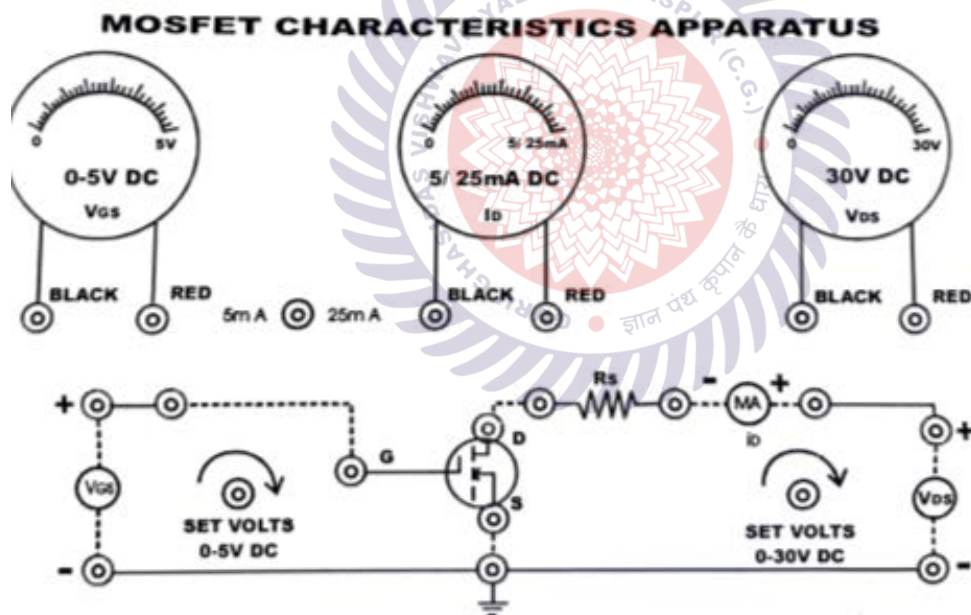 MOSFET CHARACTERISTICS APPARATUS
0 5V
0-5V DC
VGS
BLACK RED
0 5/ 25mA
5/ 25mA DC
ID
5m A 25m A
BLACK RED
0 30V
30V DC
VDS
BLACK RED
ज्ञान पंथ कृपान कै धारा
(C.G.)
+
VGS
-
SET VOLTS
0-5V DC
G
D
S
Rs
- +
MA
iD
SET VOLTS
0-30V DC
+
VDS
-